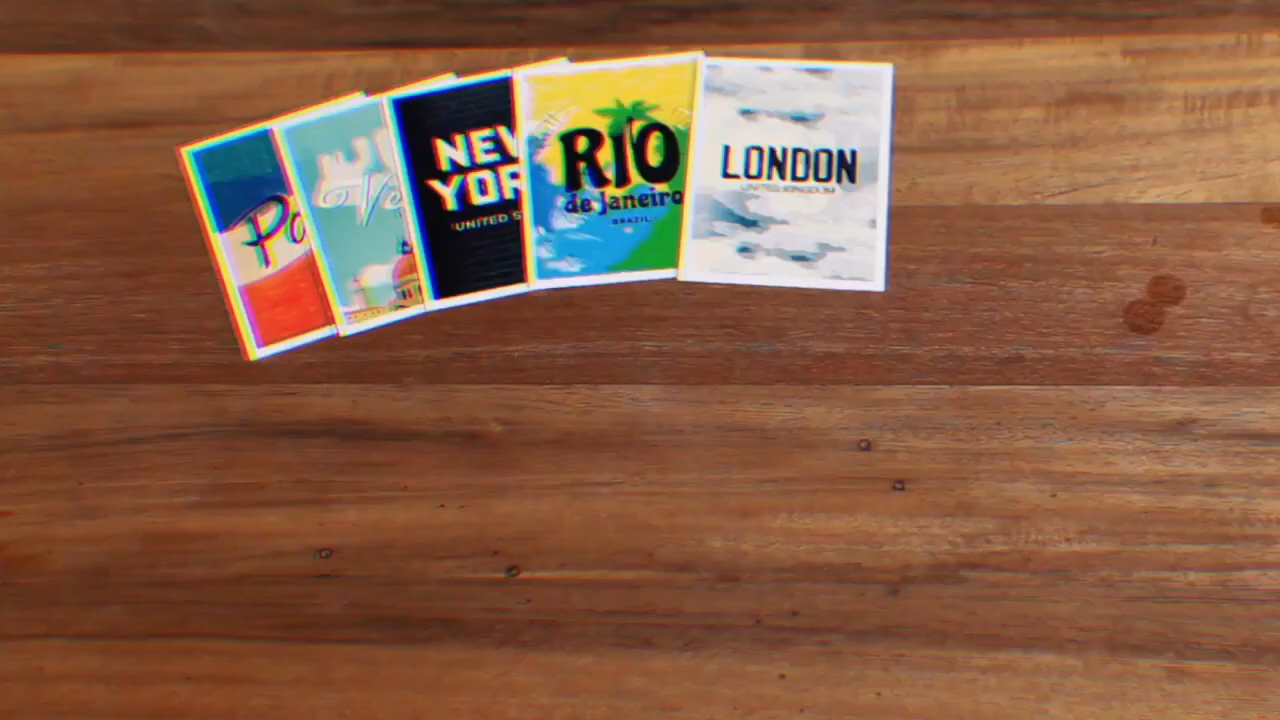 NEW
YOR
UNITED S
RIO
de Janeiro
BRAZIL
LONDON
UNITED KINGDOM